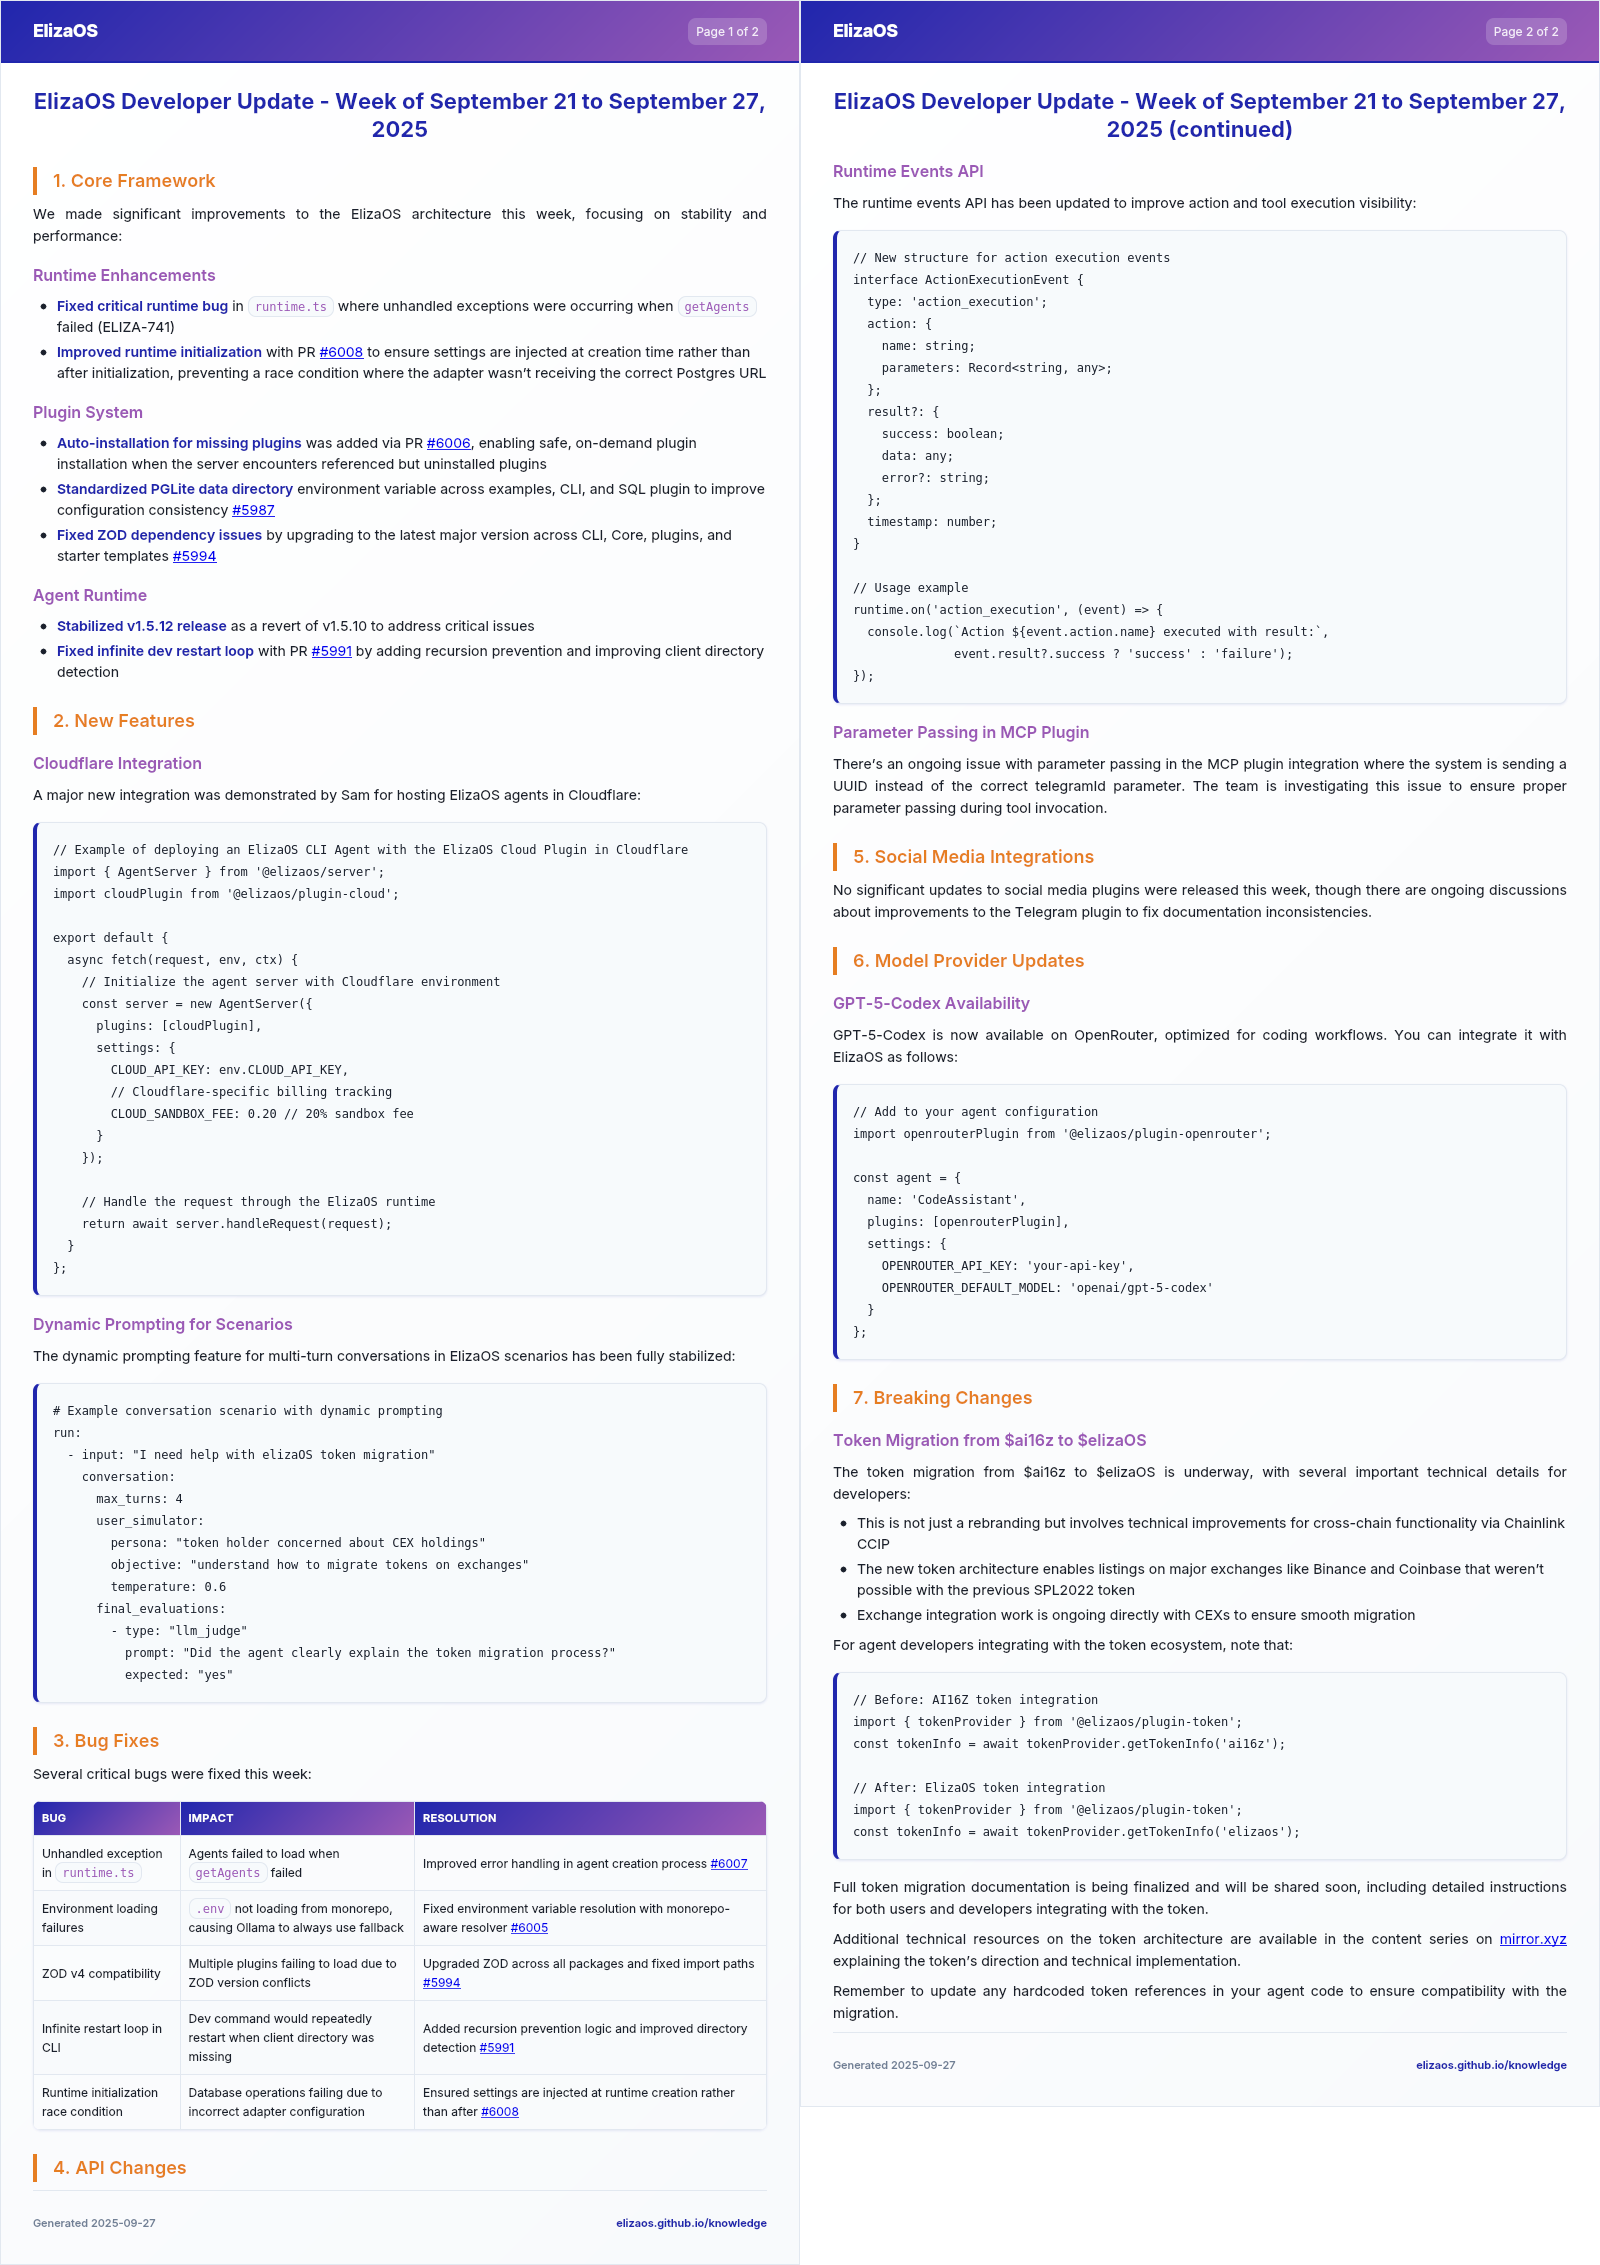 ElizaOS
Page 1 of 2
ElizaOS Developer Update - Week of September 21 to September 27,
2025
1. Core Framework
We made significant improvements to the ElizaOS architecture this week, focusing on stability and
performance:
Runtime Enhancements
• Fixed critical runtime bug in runtime.ts where unhandled exceptions were occurring when getAgents
failed (ELIZA-741)
• Improved runtime initialization with PR #6008 to ensure settings are injected at creation time rather than
after initialization, preventing a race condition where the adapter wasn't receiving the correct Postgres URL
Plugin System
• Auto-installation for missing plugins was added via PR #6006, enabling safe, on-demand plugin
installation when the server encounters referenced but uninstalled plugins
• Standardized PGLite data directory environment variable across examples, CLI, and SQL plugin to improve
configuration consistency #5987
• Fixed ZOD dependency issues by upgrading to the latest major version across CLI, Core, plugins, and
starter templates #5994
Agent Runtime
• Stabilized v1.5.12 release as a revert of v1.5.10 to address critical issues
• Fixed infinite dev restart loop with PR #5991 by adding recursion prevention and improving client directory
detection
2. New Features
Cloudflare Integration
A major new integration was demonstrated by Sam for hosting ElizaOS agents in Cloudflare:
// Example of deploying an ElizaOS CLI Agent with the ElizaOS Cloud Plugin in Cloudflare
import { AgentServer } from '@elizaos/server';
import cloudPlugin from '@elizaos/plugin-cloud';
export default {
  async fetch(request, env, ctx) {
    // Initialize the agent server with Cloudflare environment
    const server = new AgentServer({
      plugins: [cloudPlugin],
      settings: {
        CLOUD_API_KEY: env.CLOUD_API_KEY,
        // Cloudflare-specific billing tracking
        CLOUD_SANDBOX_FEE: 0.20 // 20% sandbox fee
      }
    });
    // Handle the request through the ElizaOS runtime
    return await server.handleRequest(request);
  }
};
Dynamic Prompting for Scenarios
The dynamic prompting feature for multi-turn conversations in ElizaOS scenarios has been fully stabilized:
# Example conversation scenario with dynamic prompting
run:
  - input: "I need help with elizaOS token migration"
    conversation:
      max_turns: 4
      user_simulator:
        persona: "token holder concerned about CEX holdings"
        objective: "understand how to migrate tokens on exchanges"
        temperature: 0.6
      final_evaluations:
        - type: "llm_judge"
          prompt: "Did the agent clearly explain the token migration process?"
          expected: "yes"
3. Bug Fixes
Several critical bugs were fixed this week:
BUG IMPACT RESOLUTION
Unhandled exception
in runtime.ts
Agents failed to load when
getAgents failed
Improved error handling in agent creation process #6007
Environment loading
failures
.env not loading from monorepo,
causing Ollama to always use fallback
Fixed environment variable resolution with monorepo-
aware resolver #6005
ZOD v4 compatibility
Multiple plugins failing to load due to
ZOD version conflicts
Upgraded ZOD across all packages and fixed import paths
#5994
Infinite restart loop in
CLI
Dev command would repeatedly
restart when client directory was
missing
Added recursion prevention logic and improved directory
detection #5991
Runtime initialization
race condition
Database operations failing due to
incorrect adapter configuration
Ensured settings are injected at runtime creation rather
than after #6008
4. API Changes
Generated 2025-09-27
elizaos.github.io/knowledge
ElizaOS
Page 2 of 2
ElizaOS Developer Update - Week of September 21 to September 27,
2025 (continued)
Runtime Events API
The runtime events API has been updated to improve action and tool execution visibility:
// New structure for action execution events
interface ActionExecutionEvent {
  type: 'action_execution';
  action: {
    name: string;
    parameters: Record<string, any>;
  };
  result?: {
    success: boolean;
    data: any;
    error?: string;
  };
  timestamp: number;
}
// Usage example
runtime.on('action_execution', (event) => {
  console.log(`Action ${event.action.name} executed with result:`,
              event.result?.success ? 'success' : 'failure');
});
Parameter Passing in MCP Plugin
There's an ongoing issue with parameter passing in the MCP plugin integration where the system is sending a
UUID instead of the correct telegramId parameter. The team is investigating this issue to ensure proper
parameter passing during tool invocation.
5. Social Media Integrations
No significant updates to social media plugins were released this week, though there are ongoing discussions
about improvements to the Telegram plugin to fix documentation inconsistencies.
6. Model Provider Updates
GPT-5-Codex Availability
GPT-5-Codex is now available on OpenRouter, optimized for coding workflows. You can integrate it with
ElizaOS as follows:
// Add to your agent configuration
import openrouterPlugin from '@elizaos/plugin-openrouter';
const agent = {
  name: 'CodeAssistant',
  plugins: [openrouterPlugin],
  settings: {
    OPENROUTER_API_KEY: 'your-api-key',
    OPENROUTER_DEFAULT_MODEL: 'openai/gpt-5-codex'
  }
};
7. Breaking Changes
Token Migration from $ai16z to $elizaOS
The token migration from $ai16z to $elizaOS is underway, with several important technical details for
developers:
• This is not just a rebranding but involves technical improvements for cross-chain functionality via Chainlink
CCIP
• The new token architecture enables listings on major exchanges like Binance and Coinbase that weren't
possible with the previous SPL2022 token
• Exchange integration work is ongoing directly with CEXs to ensure smooth migration
For agent developers integrating with the token ecosystem, note that:
// Before: AI16Z token integration
import { tokenProvider } from '@elizaos/plugin-token';
const tokenInfo = await tokenProvider.getTokenInfo('ai16z');
// After: ElizaOS token integration
import { tokenProvider } from '@elizaos/plugin-token';
const tokenInfo = await tokenProvider.getTokenInfo('elizaos');
Full token migration documentation is being finalized and will be shared soon, including detailed instructions
for both users and developers integrating with the token.
Additional technical resources on the token architecture are available in the content series on mirror.xyz
explaining the token's direction and technical implementation.
Remember to update any hardcoded token references in your agent code to ensure compatibility with the
migration.
Generated 2025-09-27
elizaos.github.io/knowledge